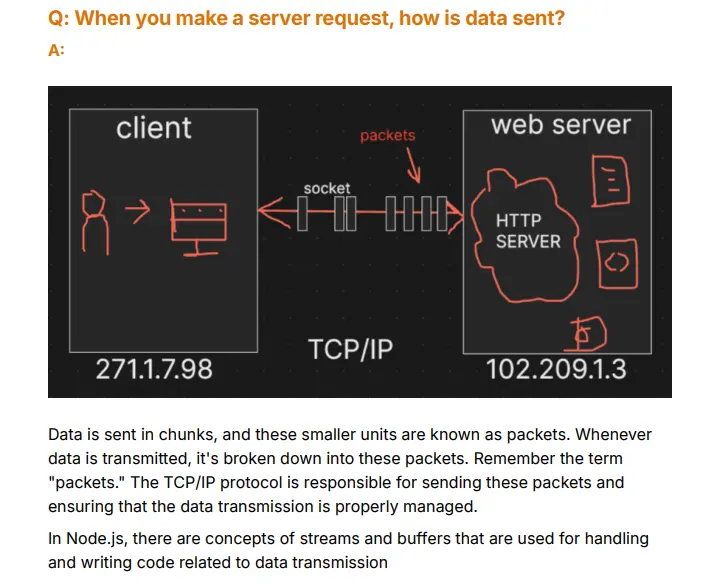 Q: When you make a server request, how is data sent?
A:
client
packets
web server
socket
HTTP
SERVER
TCP/IP
271.1.7.98
102.209.1.3
Data is sent in chunks, and these smaller units are known as packets. Whenever
data is transmitted, it's broken down into these packets. Remember the term
"packets." The TCP/IP protocol is responsible for sending these packets and
ensuring that the data transmission is properly managed.
In Node.js, there are concepts of streams and buffers that are used for handling
and writing code related to data transmission